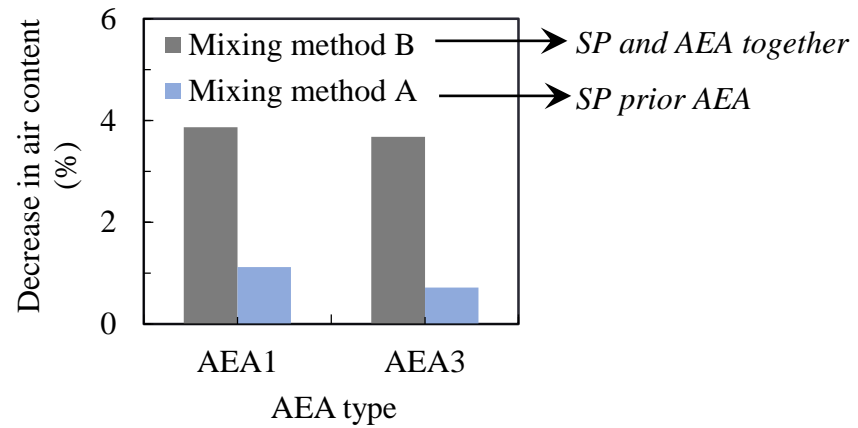 6
Mixing method B
SP and AEA together
Mixing method A
SP prior AEA
4
2
0
Decrease in air content
(%)
AEA1
AEA3
AEA type